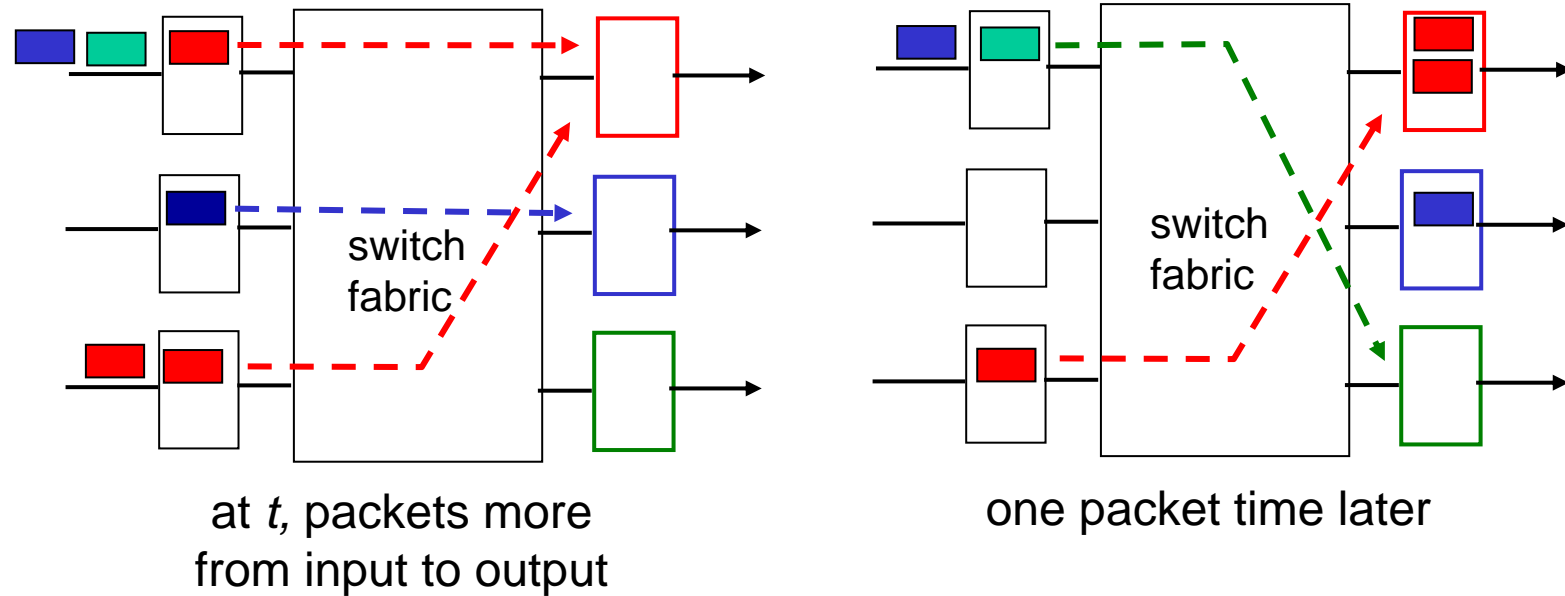 switch
fabric
at t, packets more
from input to output
switch
fabric
one packet time later